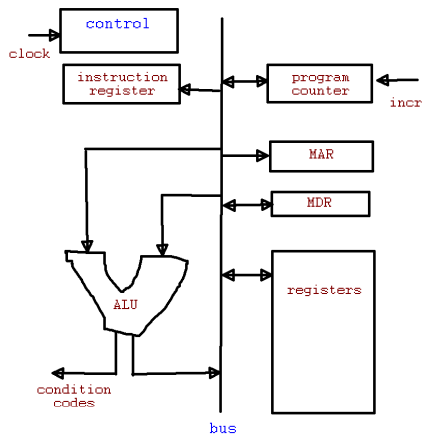 control
clock
instruction
register
program
counter
incr
MAR
MDR
ALU
registers
condition
codes
bus